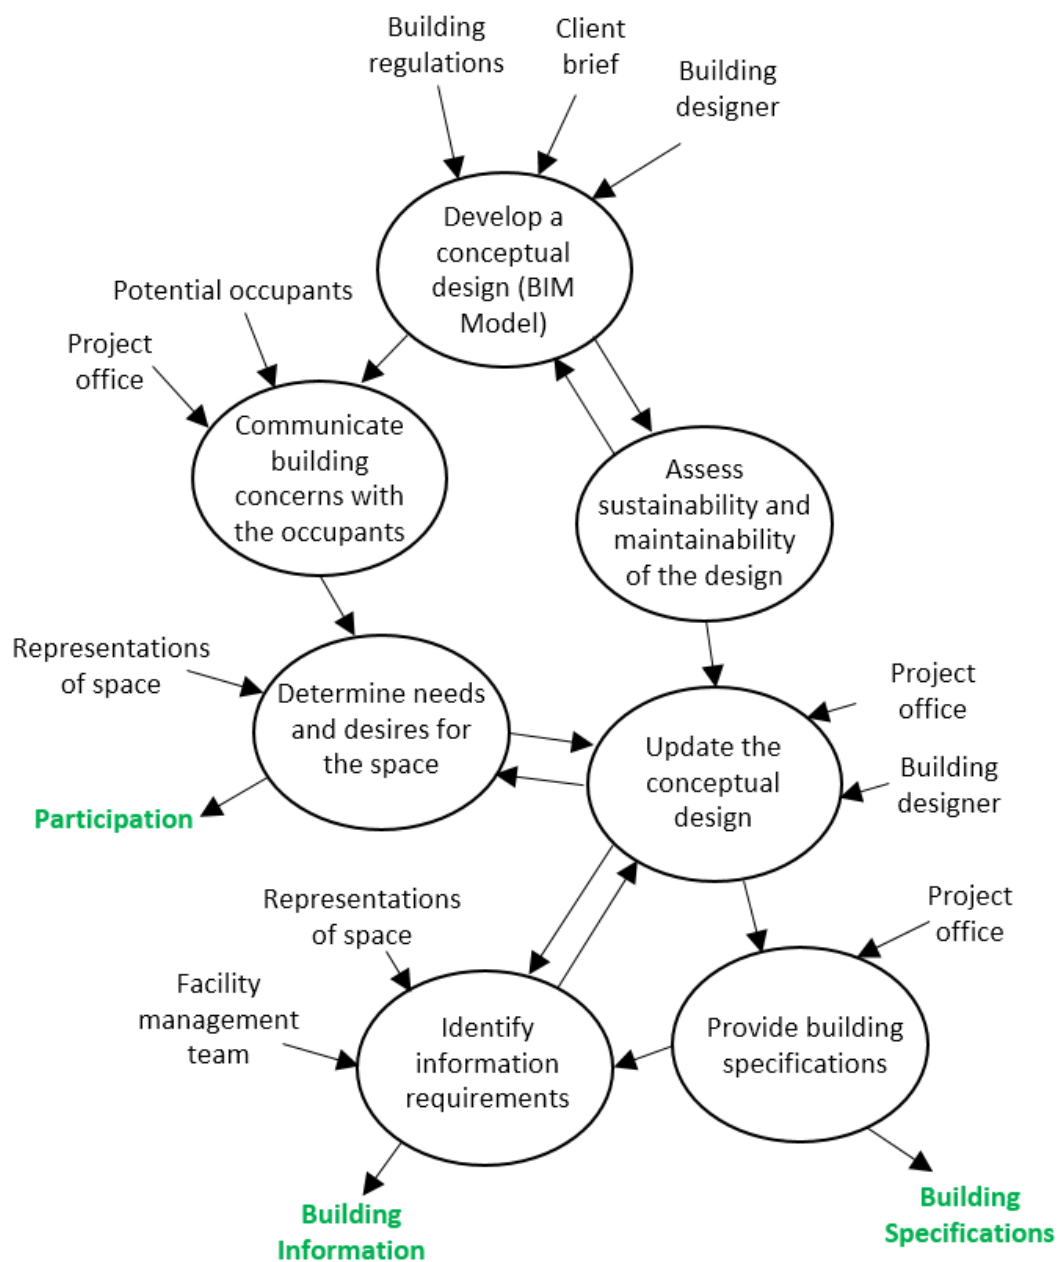 Building
regulations
Client
brief
Building
designer
Develop a
conceptual
design (BIM
Model)
Potential occupants
Project
office
Communicate
building
concerns with
the occupants
Assess
sustainability and
maintainability
of the design
Representations
of space
Determine needs
and desires for
the space
Project
office
Update the
conceptual
design
Building
designer
Participation
Representations
of space
Project
office
Facility
management
team
Identify
information
requirements
Provide building
specifications
Building
Information
Building
Specifications